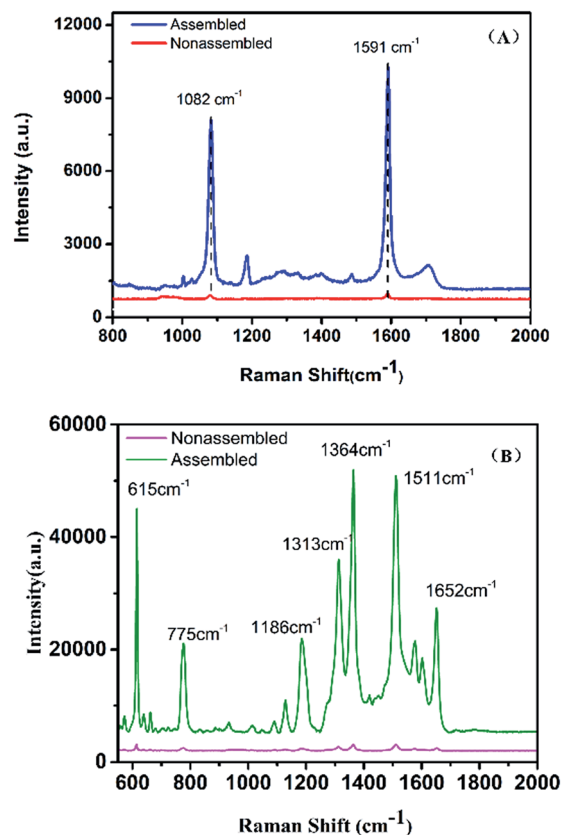 Assembled
Nonassembled
(A)
1082 cm⁻¹
1591 cm⁻¹
12000
9000
6000
3000
0
Intensity (a.u.)
800 1000 1200 1400 1600 1800 2000
Raman Shift(cm⁻¹)
Nonassembled
Assembled
(B)
615cm⁻¹
775cm⁻¹
1186cm⁻¹
1313cm⁻¹
1364cm⁻¹
1511cm⁻¹
1652cm⁻¹
60000
40000
20000
0
Intensity(a.u.)
600 800 1000 1200 1400 1600 1800 2000
Raman Shift (cm⁻¹)